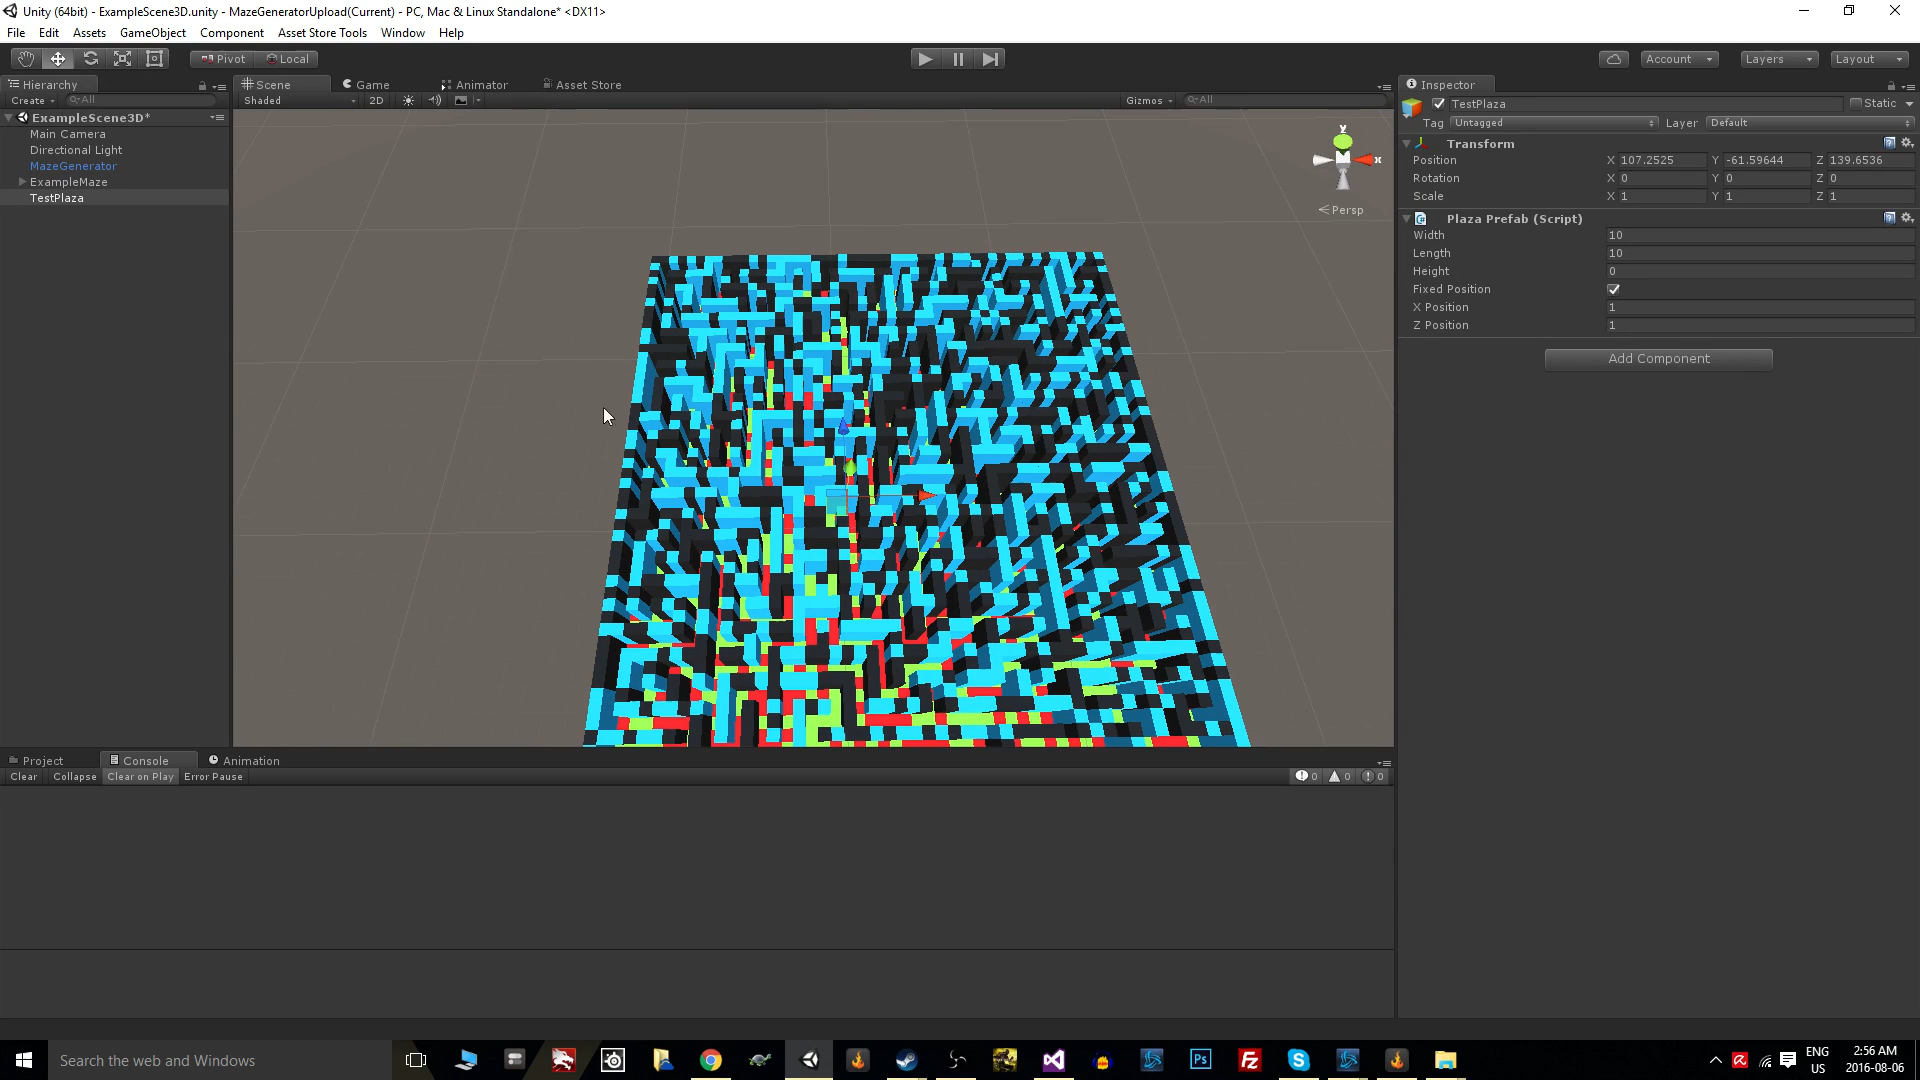 Unity (64bit) - ExampleScene3D.unity - MazeGeneratorUpload(Current) - PC, Mac & Linux Standalone* <DX11>
File Edit Assets GameObject Component Asset Store Tools Window Help
Pivot Local Account Layers Layout
Hierarchy Scene Game Animator Asset Store Inspector
Create All Shaded 2D Gizmos All
TestPlaza Static
ExampleScene3D*
Tag Untagged Layer Default
Main Camera
Directional Light
MazeGenerator
ExampleMaze
TestPlaza
y
x
Persp
Transform
Position X 107.2525 Y -61.59644 Z 139.6536
Rotation X 0 Y 0 Z 0
Scale X 1 Y 1 Z 1
Plaza Prefab (Script)
Width 10
Length 10
Height 0
Fixed Position
X Position 1
Z Position 1
Add Component
Project Console Animation
Clear Collapse Clear on Play Error Pause 0 0 0
Search the web and Windows
Ps
Fz
ENG
US
2:56 AM
2016-08-06